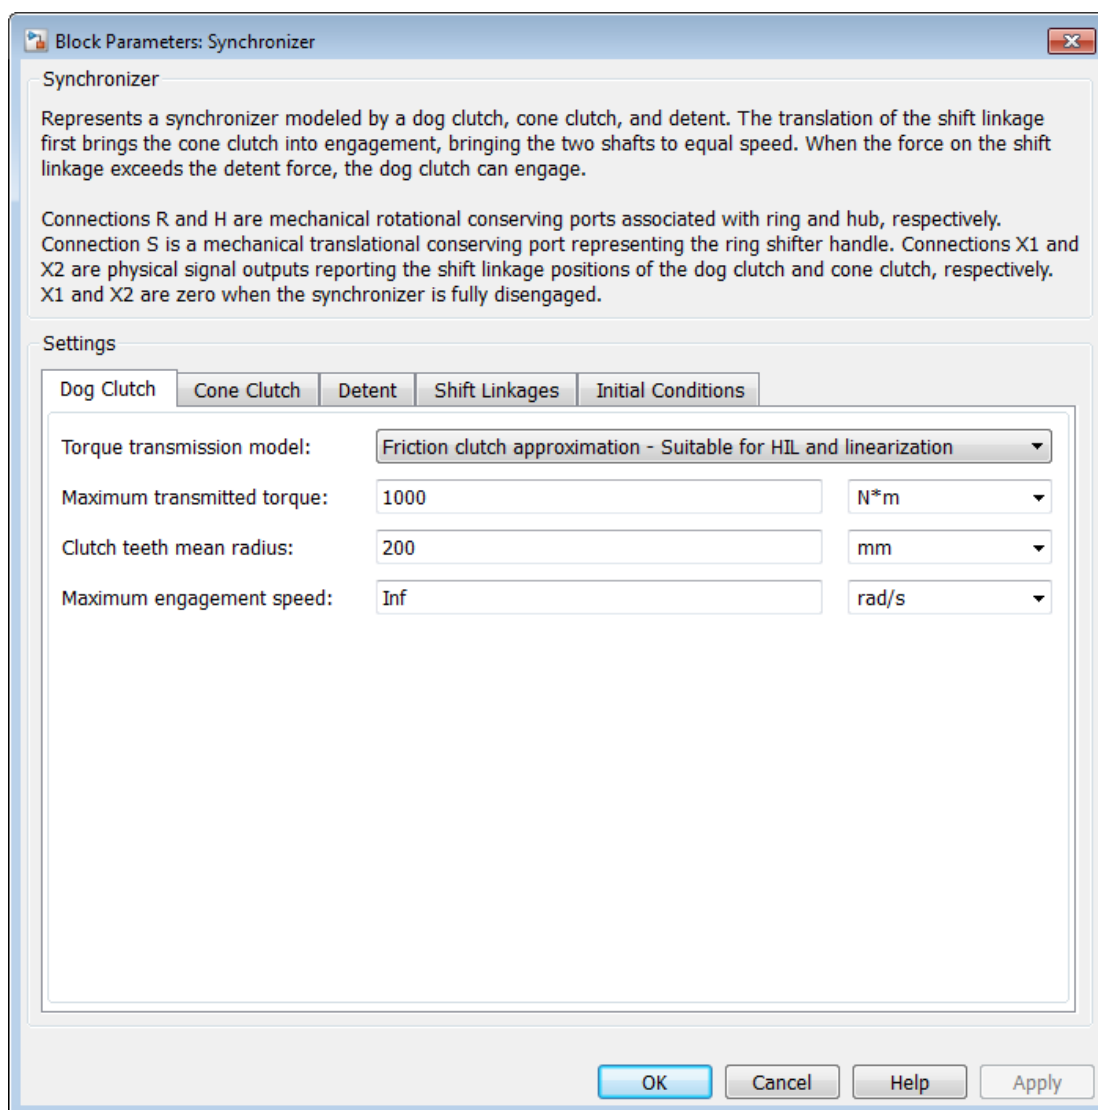 Block Parameters: Synchronizer
Synchronizer
Represents a synchronizer modeled by a dog clutch, cone clutch, and detent. The translation of the shift linkage
first brings the cone clutch into engagement, bringing the two shafts to equal speed. When the force on the shift
linkage exceeds the detent force, the dog clutch can engage.
Connections R and H are mechanical rotational conserving ports associated with ring and hub, respectively.
Connection S is a mechanical translational conserving port representing the ring shifter handle. Connections X1 and
X2 are physical signal outputs reporting the shift linkage positions of the dog clutch and cone clutch, respectively.
X1 and X2 are zero when the synchronizer is fully disengaged.
Settings
Dog Clutch Cone Clutch Detent Shift Linkages Initial Conditions
Torque transmission model: Friction clutch approximation - Suitable for HIL and linearization
Maximum transmitted torque: 1000 N*m
Clutch teeth mean radius: 200 mm
Maximum engagement speed: Inf rad/s
OK Cancel Help Apply